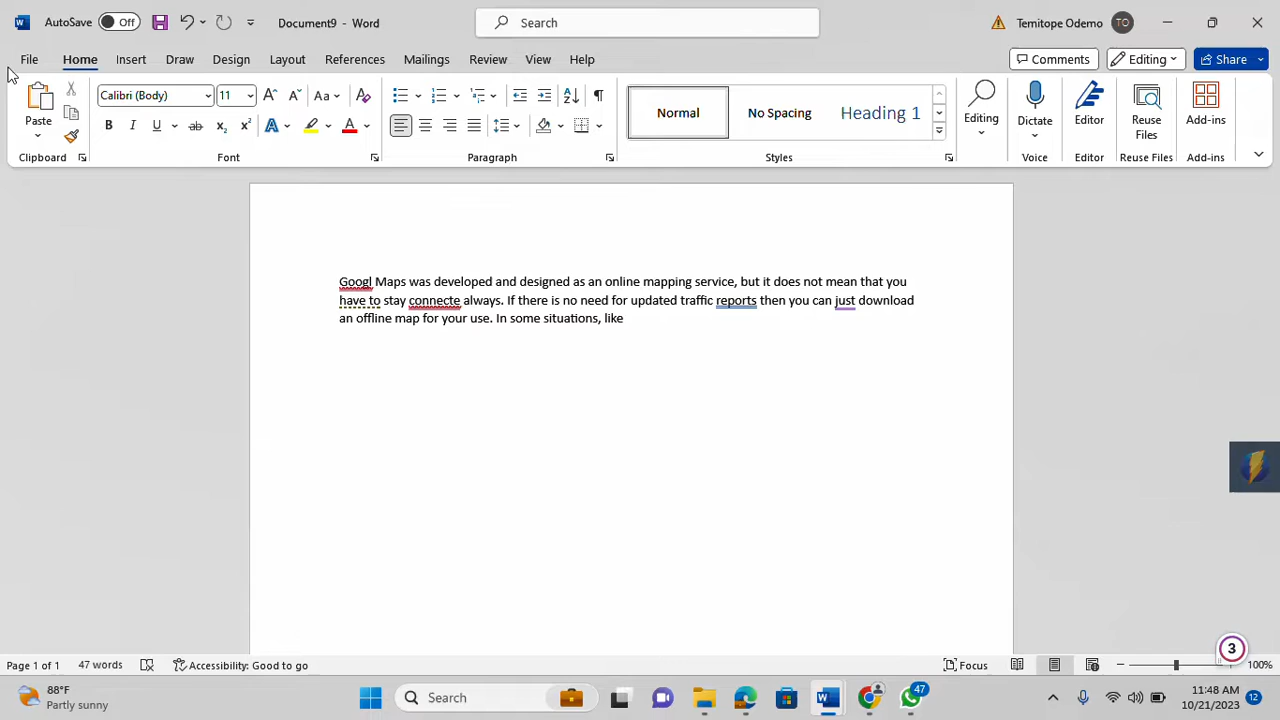 AutoSave Off Document9 - Word Search Temitope Odemo TO
File Home Insert Draw Design Layout References Mailings Review View Help Comments Editing Share
Paste Calibri (Body) 11 Aa Normal No Spacing Heading 1 Editing Dictate Editor Reuse Files Add-ins
Clipboard Font Paragraph Styles Voice Editor Reuse Files Add-ins
Googl Maps was developed and designed as an online mapping service, but it does not mean that you
have to stay connecte always. If there is no need for updated traffic reports then you can just download
an offline map for your use. In some situations, like
3
Page 1 of 1 47 words Accessibility: Good to go Focus 100%
88°F
Partly sunny
Search
47
11:48 AM
10/21/2023
12